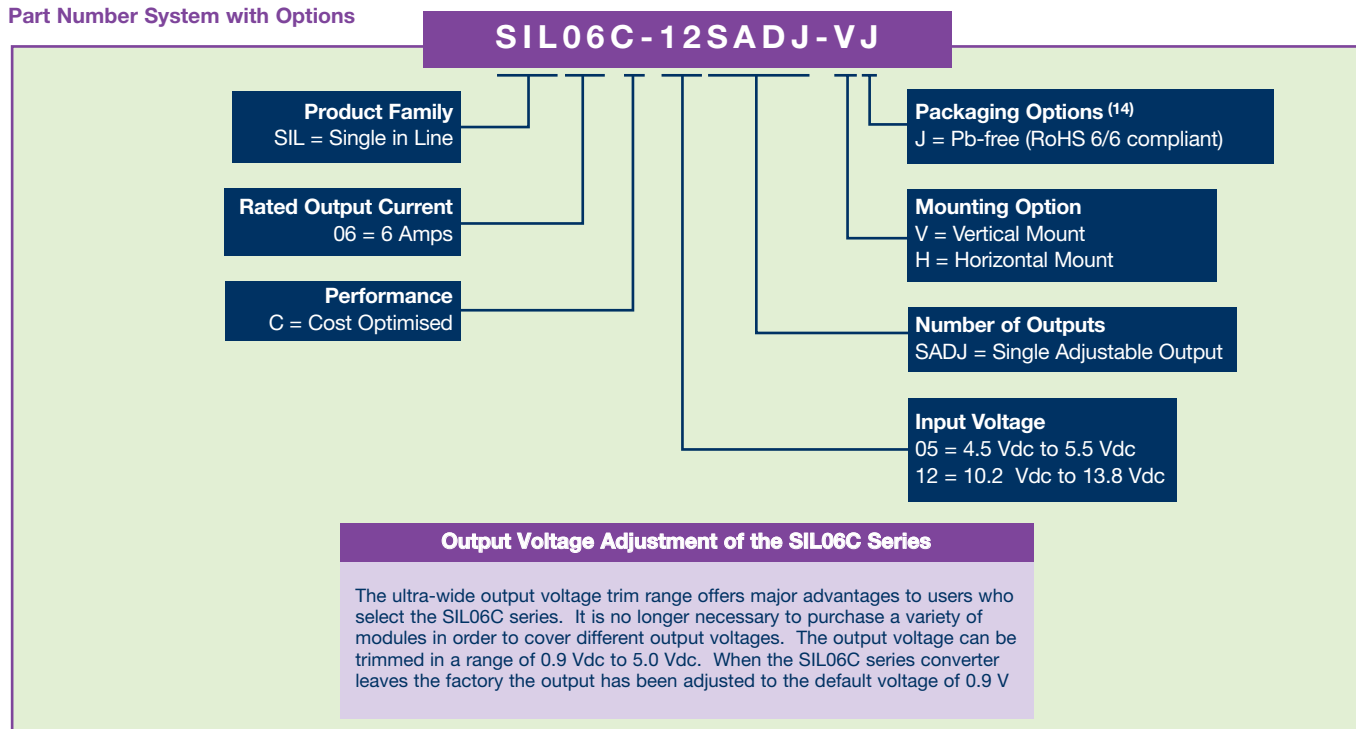 Part Number System with Options
SIL06C-12SADJ-VJ
Product Family
SIL = Single in Line
Rated Output Current
06 = 6 Amps
Performance
C = Cost Optimised
Packaging Options (14)
J = Pb-free (RoHS 6/6 compliant)
Mounting Option
V = Vertical Mount
H = Horizontal Mount
Number of Outputs
SADJ = Single Adjustable Output
Input Voltage
05 = 4.5 Vdc to 5.5 Vdc
12 = 10.2 Vdc to 13.8 Vdc
Output Voltage Adjustment of the SIL06C Series
The ultra-wide output voltage trim range offers major advantages to users who
select the SIL06C series. It is no longer necessary to purchase a variety of
modules in order to cover different output voltages. The output voltage can be
trimmed in a range of 0.9 Vdc to 5.0 Vdc. When the SIL06C series converter
leaves the factory the output has been adjusted to the default voltage of 0.9 V